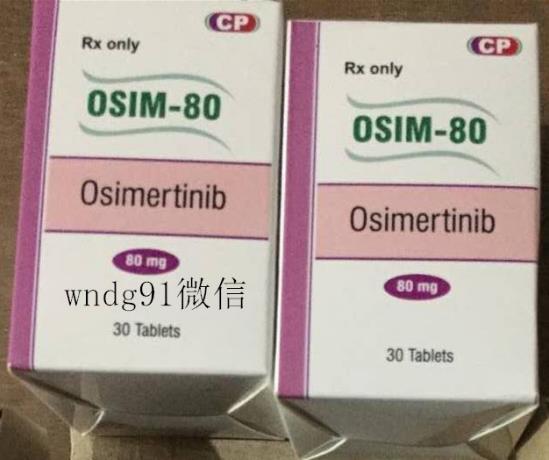 CP
Rx only
OSIM-80
Osimertinib
80 mg
wndg91微信
30 Tablets
CP
Rx only
OSIM-80
Osimertinib
80 mg
30 Tablets